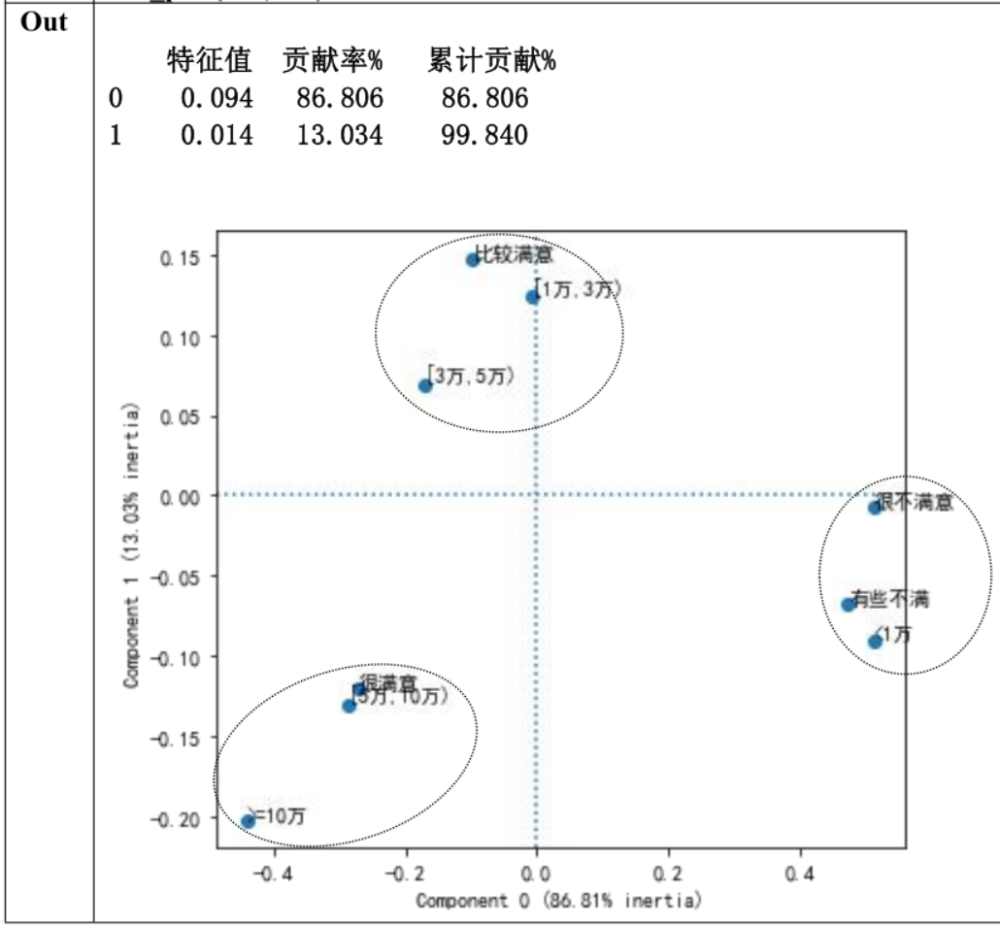 Out
特征值 贡献率% 累计贡献%
0 0.094 86.806 86.806
1 0.014 13.034 99.840
0.15
0.10
0.05
0.00
-0.05
-0.10
-0.15
-0.20
Component 1 (13.03% inertia)
比较满意
[1万,3万)
[3万,5万)
很不满意
有些不满
<1万
很满意
[5万,10万)
>=10万
-0.4 -0.2 0.0 0.2 0.4
Component 0 (86.81% inertia)